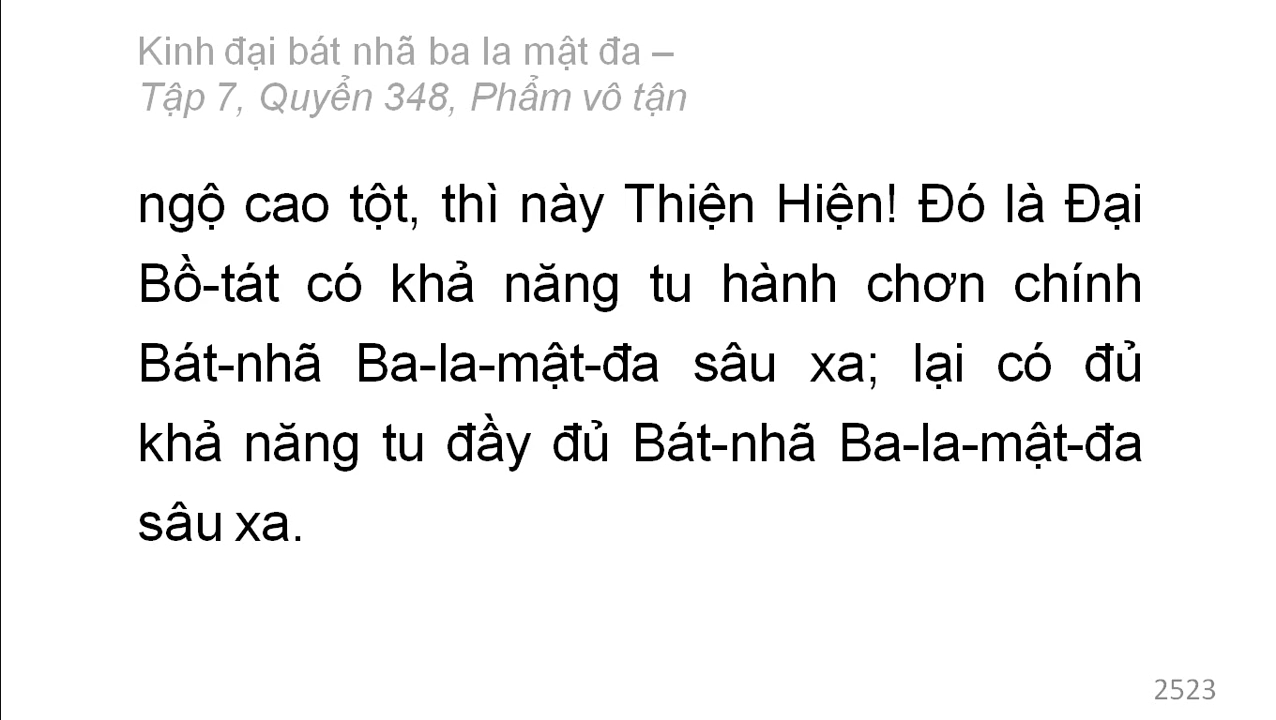 Kinh đại bát nhã ba la mật đa –
Tập 7, Quyển 348, Phẩm vô tận
ngộ cao tột, thì này Thiện Hiện! Đó là Đại
Bồ-tát có khả năng tu hành chơn chính
Bát-nhã Ba-la-mật-đa sâu xa; lại có đủ
khả năng tu đầy đủ Bát-nhã Ba-la-mật-đa
sâu xa.
2523